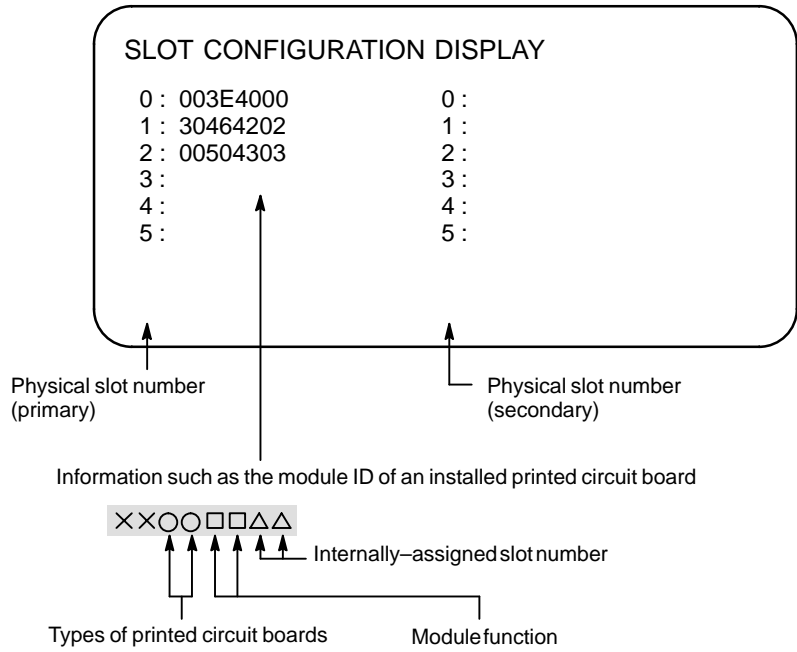 SLOT CONFIGURATION DISPLAY
0 : 003E4000 0 :
1 : 30464202 1 :
2 : 00504303 2 :
3 : 3 :
4 : 4 :
5 : 5 :
Physical slot number
(primary)
Physical slot number
(secondary)
Information such as the module ID of an installed printed circuit board
××○○□□△△
Internally–assigned slot number
Types of printed circuit boards
Module function